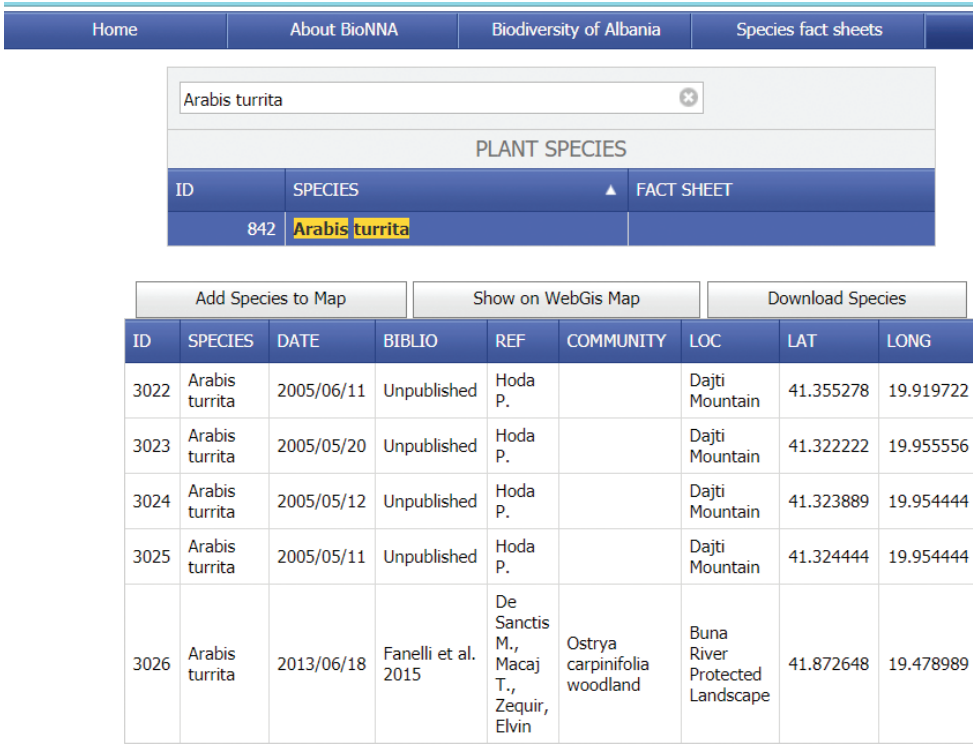 Home About BioNNA Biodiversity of Albania Species fact sheets
Arabis turrita
PLANT SPECIES
ID SPECIES ▲ FACT SHEET
842 Arabis turrita
Add Species to Map Show on WebGis Map Download Species
ID SPECIES DATE BIBLIO REF COMMUNITY LOC LAT LONG
3022 Arabis turrita 2005/06/11 Unpublished Hoda P. Dajti Mountain 41.355278 19.919722
3023 Arabis turrita 2005/05/20 Unpublished Hoda P. Dajti Mountain 41.322222 19.955556
3024 Arabis turrita 2005/05/12 Unpublished Hoda P. Dajti Mountain 41.323889 19.954444
3025 Arabis turrita 2005/05/11 Unpublished Hoda P. Dajti Mountain 41.324444 19.954444
3026 Arabis turrita 2013/06/18 Fanelli et al. 2015 De Sanctis M., Macaj T., Zequir, Elvin Ostrya carpinifolia woodland Buna River Protected Landscape 41.872648 19.478989